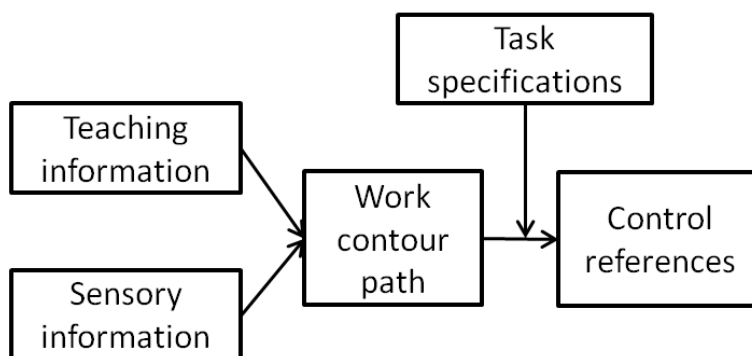 Task
specifications
Teaching
information
Work
contour
path
Control
references
Sensory
information